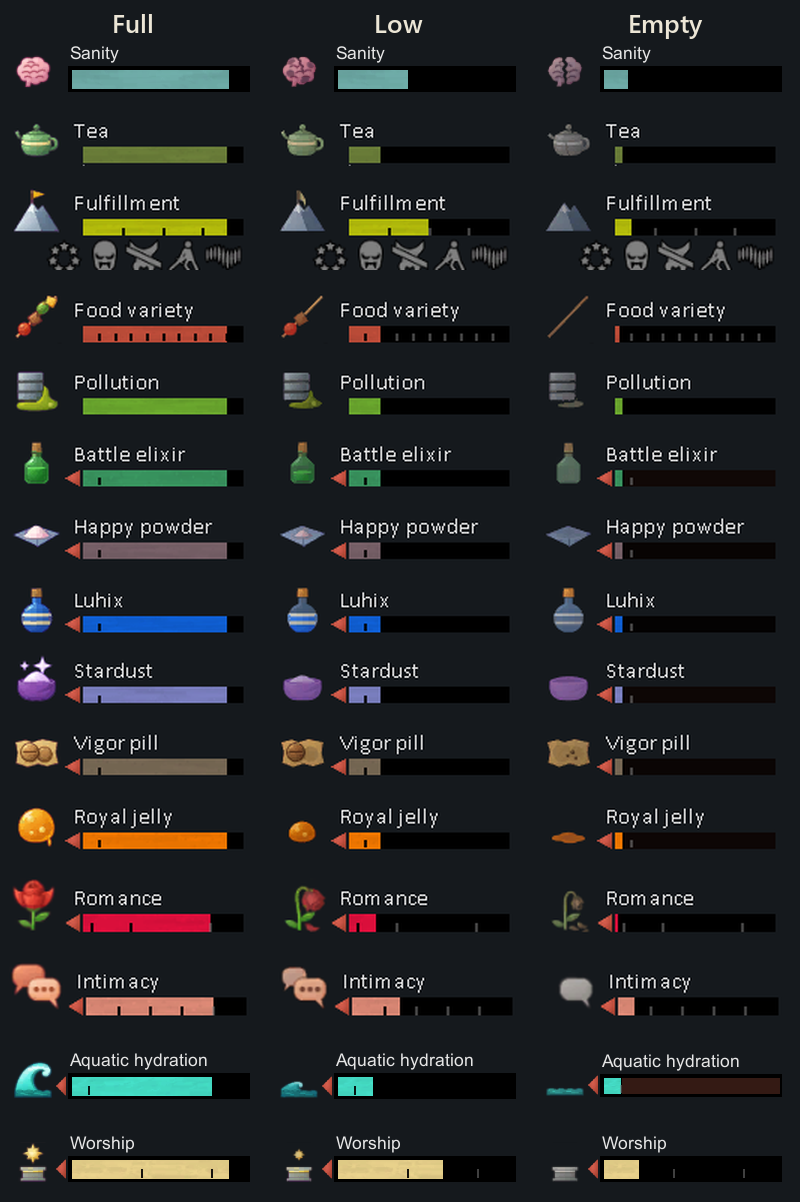 Full Low Empty
Sanity Sanity Sanity
Tea Tea Tea
Fulfillment Fulfillment Fulfillment
Food variety Food variety Food variety
Pollution Pollution Pollution
Battle elixir Battle elixir Battle elixir
Happy powder Happy powder Happy powder
Luhix Luhix Luhix
Stardust Stardust Stardust
Vigor pill Vigor pill Vigor pill
Royal jelly Royal jelly Royal jelly
Romance Romance Romance
Intimacy Intimacy Intimacy
Aquatic hydration Aquatic hydration Aquatic hydration
Worship Worship Worship